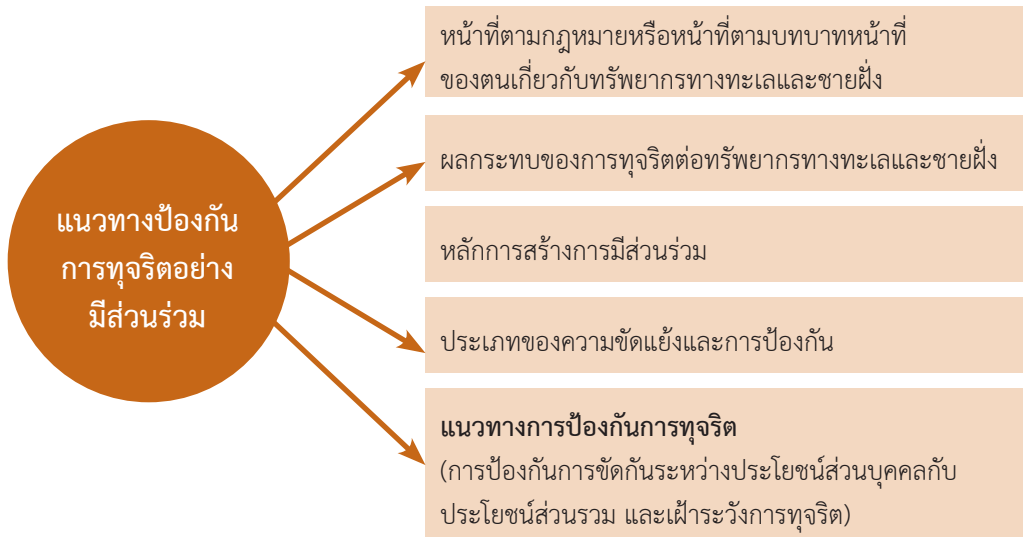 แนวทางป้องกัน
การทุจริตอย่าง
มีส่วนร่วม
หน้าที่ตามกฎหมายหรือหน้าที่ตามบทบาทหน้าที่
ของตนเกี่ยวกับทรัพยากรทางทะเลและชายฝั่ง
ผลกระทบของการทุจริตต่อทรัพยากรทางทะเลและชายฝั่ง
หลักการสร้างการมีส่วนร่วม
ประเภทของความขัดแย้งและการป้องกัน
แนวทางการป้องกันการทุจริต
(การป้องกันการขัดกันระหว่างประโยชน์ส่วนบุคคลกับ
ประโยชน์ส่วนรวม และเฝ้าระวังการทุจริต)